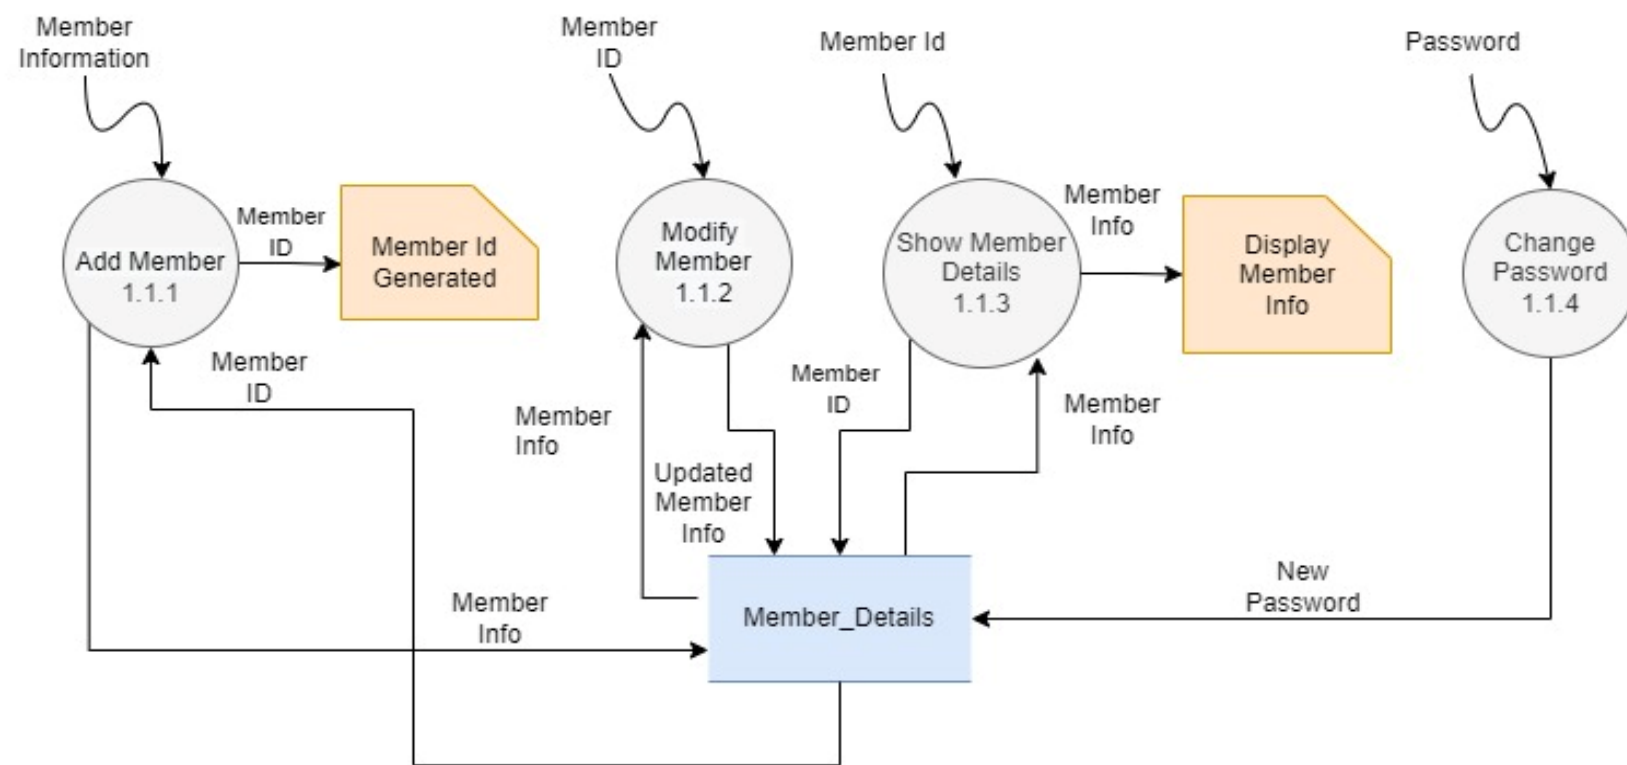 Member
Information
Member
ID
Member Id
Password
Add Member
1.1.1
Member
ID
Member Id
Generated
Modify
Member
1.1.2
Show Member
Details
1.1.3
Member
Info
Display
Member
Info
Change
Password
1.1.4
Member
ID
Member
Info
Updated
Member
Info
Member
ID
Member
Info
Member
Info
Member_Details
New
Password